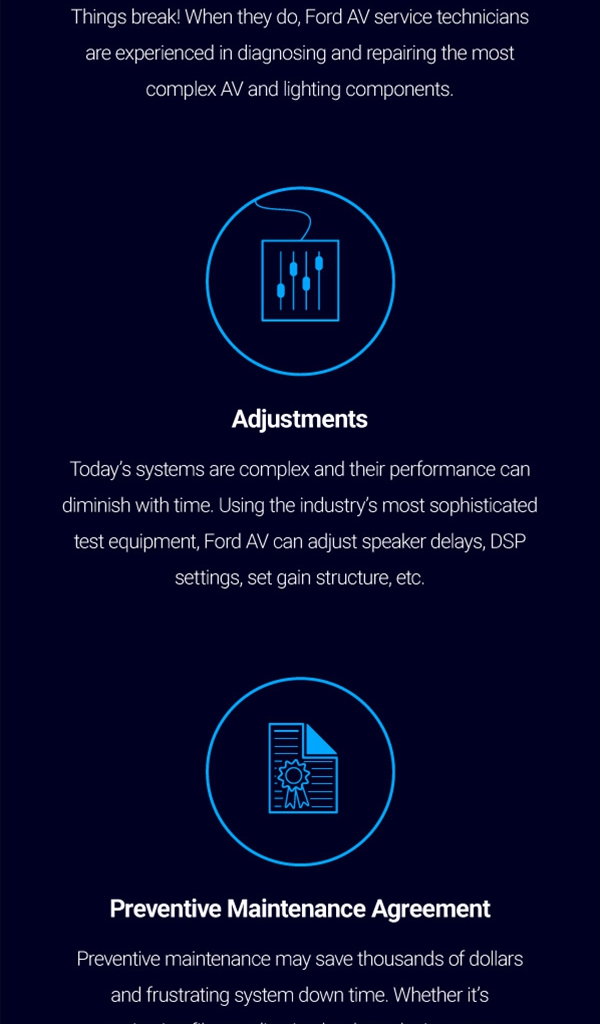 Things break! When they do, Ford AV service technicians
are experienced in diagnosing and repairing the most
complex AV and lighting components.
Adjustments
Today's systems are complex and their performance can
diminish with time. Using the industry's most sophisticated
test equipment, Ford AV can adjust speaker delays, DSP
settings, set gain structure, etc.
Preventive Maintenance Agreement
Preventive maintenance may save thousands of dollars
and frustrating system down time. Whether it's